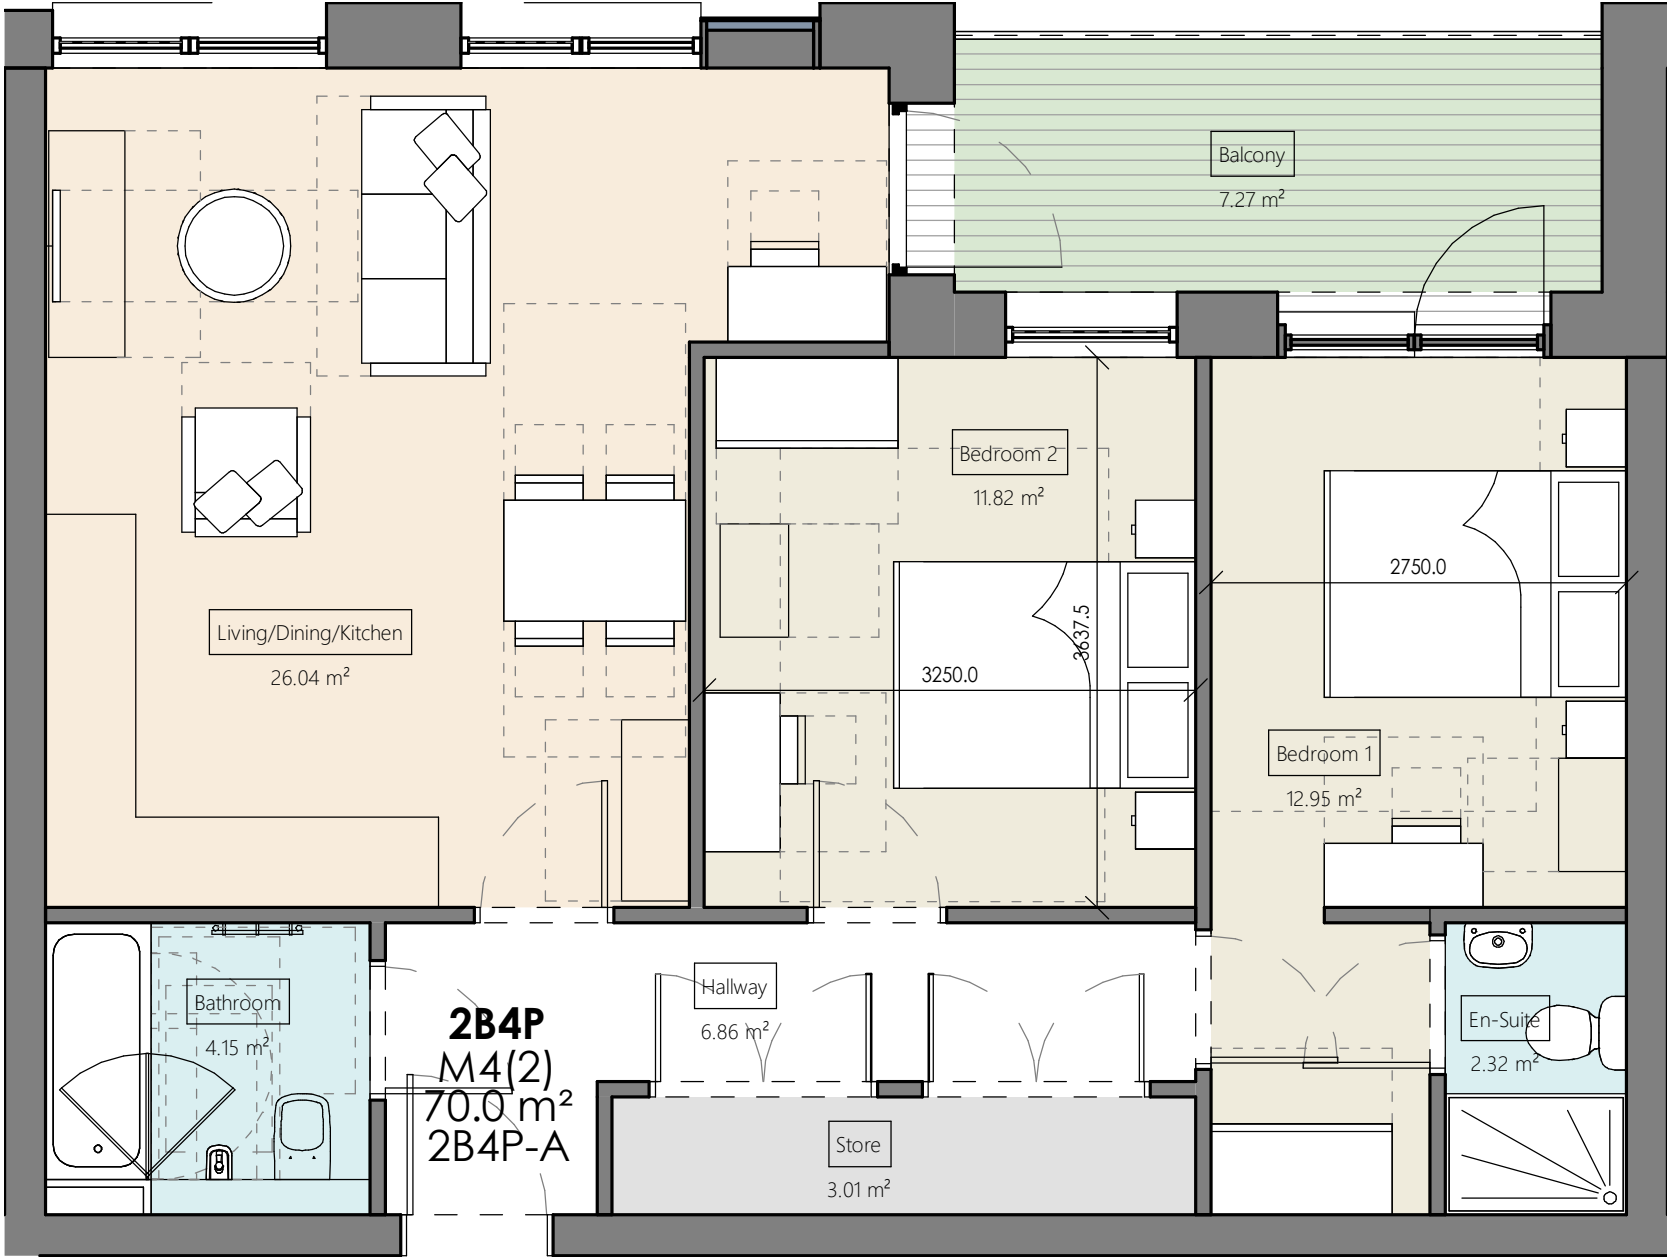 Balcony
7.27 m²
Bedroom 2
11.82 m²
2750.0
3637.5
Living/Dining/Kitchen
26.04 m²
3250.0
Bedroom 1
12.95 m²
Hallway
6.86 m²
Bathroom
4.15 m²
2B4P
M4(2)
70.0 m²
2B4P-A
En-Suite
2.32 m²
Store
3.01 m²